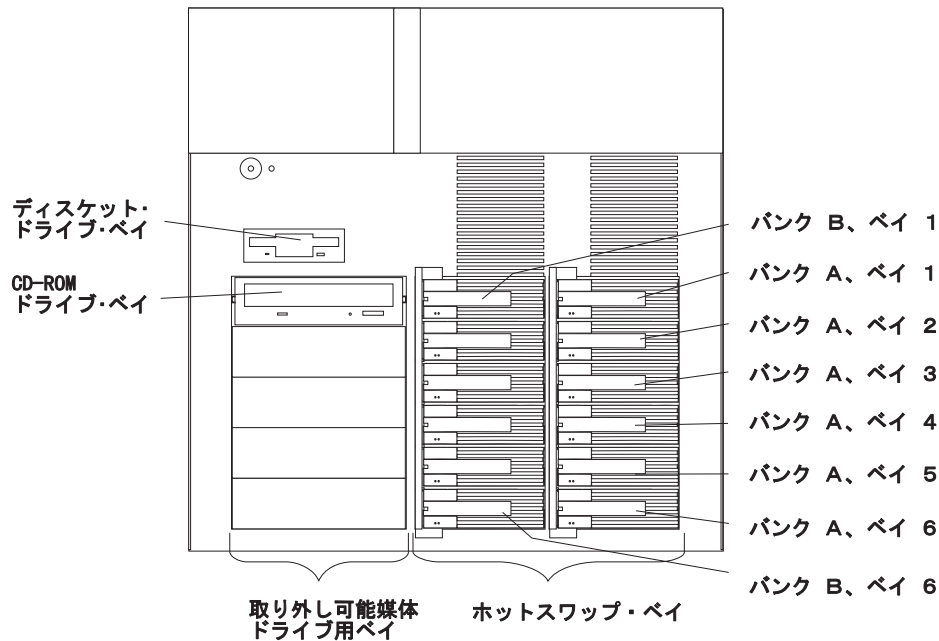 ディスケット・
ドライブ・ベイ
CD-ROM
ドライブ・ベイ
バンク B、ベイ 1
バンク A、ベイ 1
バンク A、ベイ 2
バンク A、ベイ 3
バンク A、ベイ 4
バンク A、ベイ 5
バンク A、ベイ 6
バンク B、ベイ 6
取り外し可能媒体
ドライブ用ベイ
ホットスワップ・ベイ